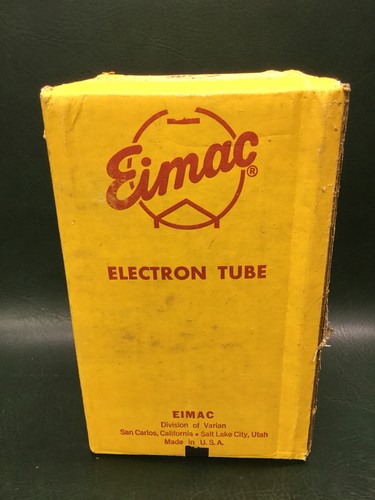 Eimac®
ELECTRON TUBE
EIMAC
Division of Varian
San Carlos, California • Salt Lake City, Utah
Made in U.S.A.